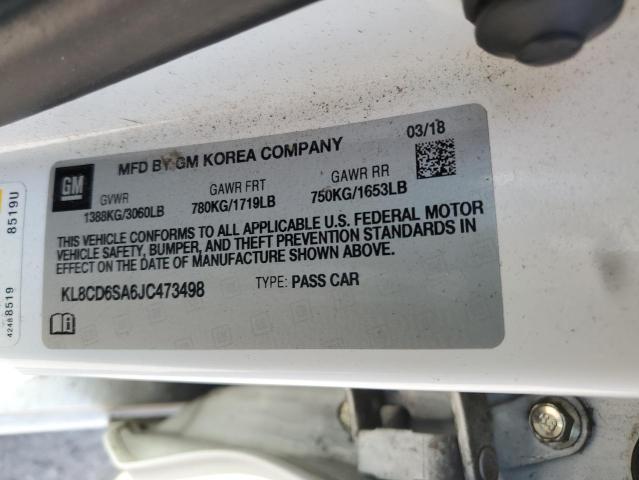 GM
MFD BY GM KOREA COMPANY
03/18
GVWR
1388KG/3060LB
GAWR FRT
780KG/1719LB
GAWR RR
750KG/1653LB
THIS VEHICLE CONFORMS TO ALL APPLICABLE U.S. FEDERAL MOTOR
VEHICLE SAFETY, BUMPER, AND THEFT PREVENTION STANDARDS IN
EFFECT ON THE DATE OF MANUFACTURE SHOWN ABOVE.
KL8CD6SA6JC473498
TYPE: PASS CAR
8519U
42488519